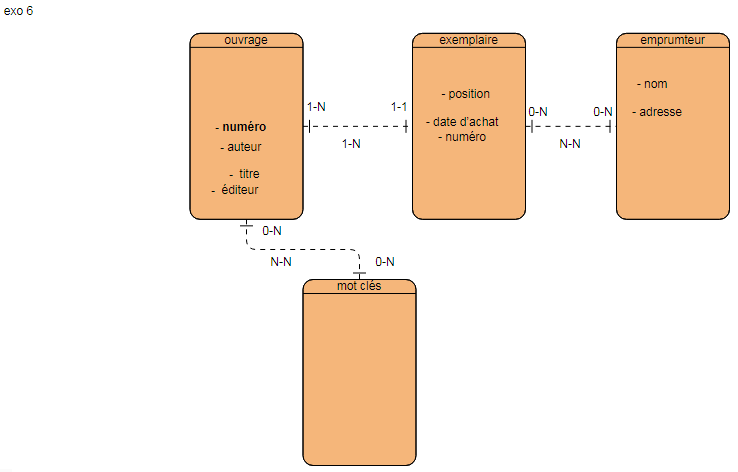 exo 6
ouvrage
- numéro
- auteur
- titre
- éditeur
1-N
1-1
1-N
exemplaire
- position
- date d'achat
- numéro
0-N
0-N
N-N
emprumteur
- nom
- adresse
0-N
N-N
0-N
mot clés